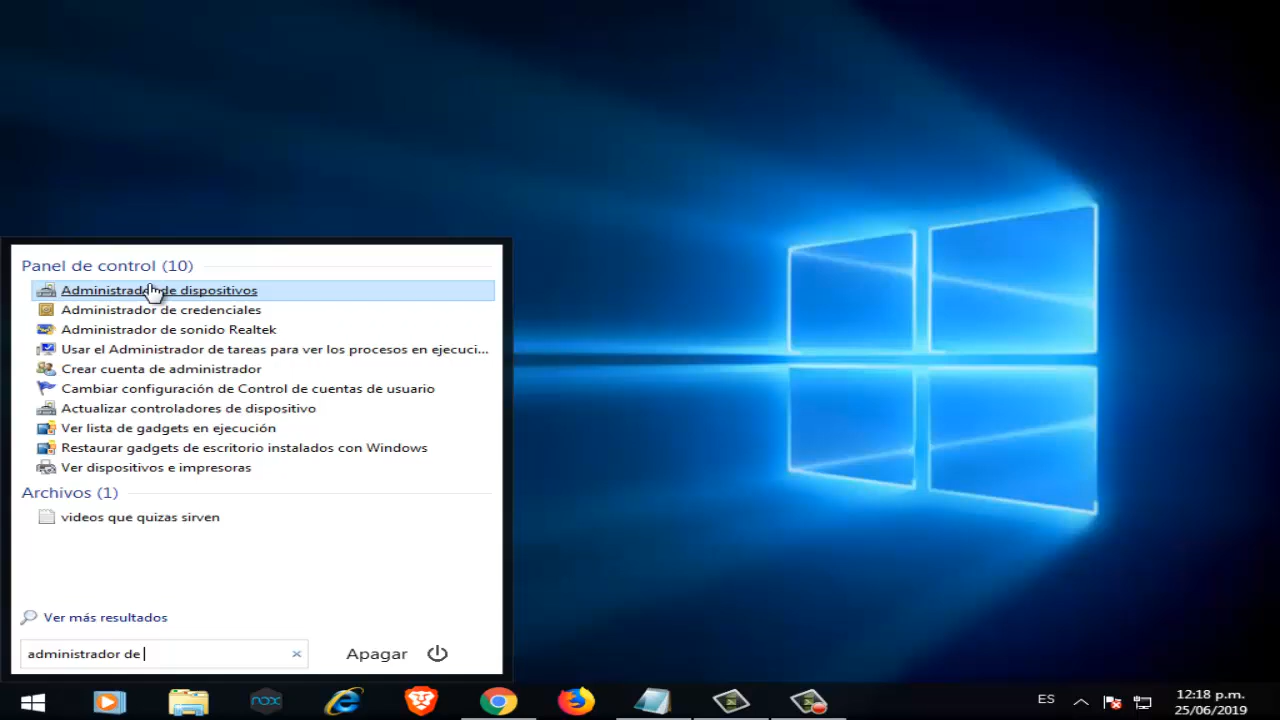 Panel de control (10)
Administrador de dispositivos
Administrador de credenciales
Administrador de sonido Realtek
Usar el Administrador de tareas para ver los procesos en ejecuci...
Crear cuenta de administrador
Cambiar configuración de Control de cuentas de usuario
Actualizar controladores de dispositivo
Ver lista de gadgets en ejecución
Restaurar gadgets de escritorio instalados con Windows
Ver dispositivos e impresoras
Archivos (1)
videos que quizas sirven
Ver más resultados
administrador de
Apagar
nox
ES
12:18 p.m.
25/06/2019